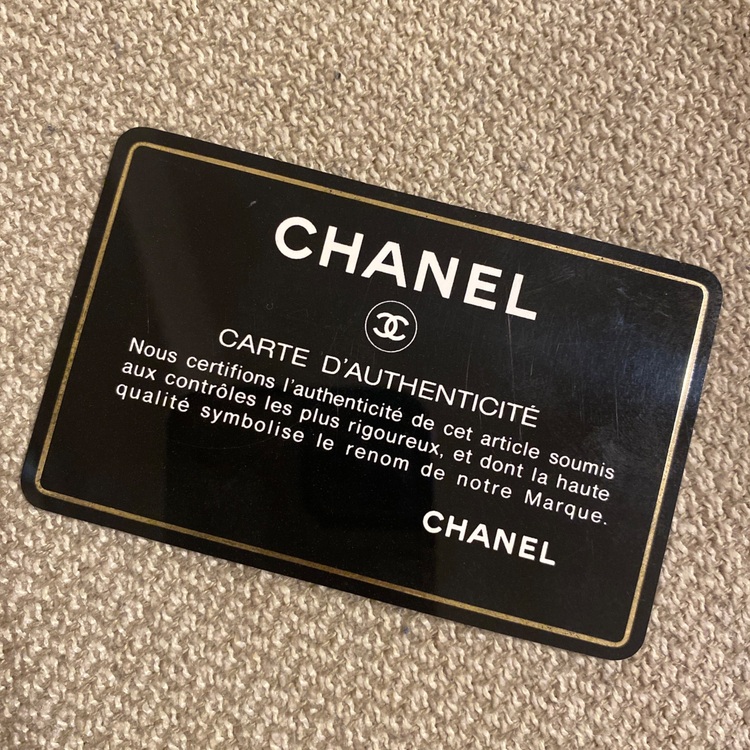 CHANEL
CARTE D'AUTHENTICITÉ
Nous certifions l'authenticité de cet article soumis
aux contrôles les plus rigoureux, et dont la haute
qualité symbolise le renom de notre Marque.
CHANEL